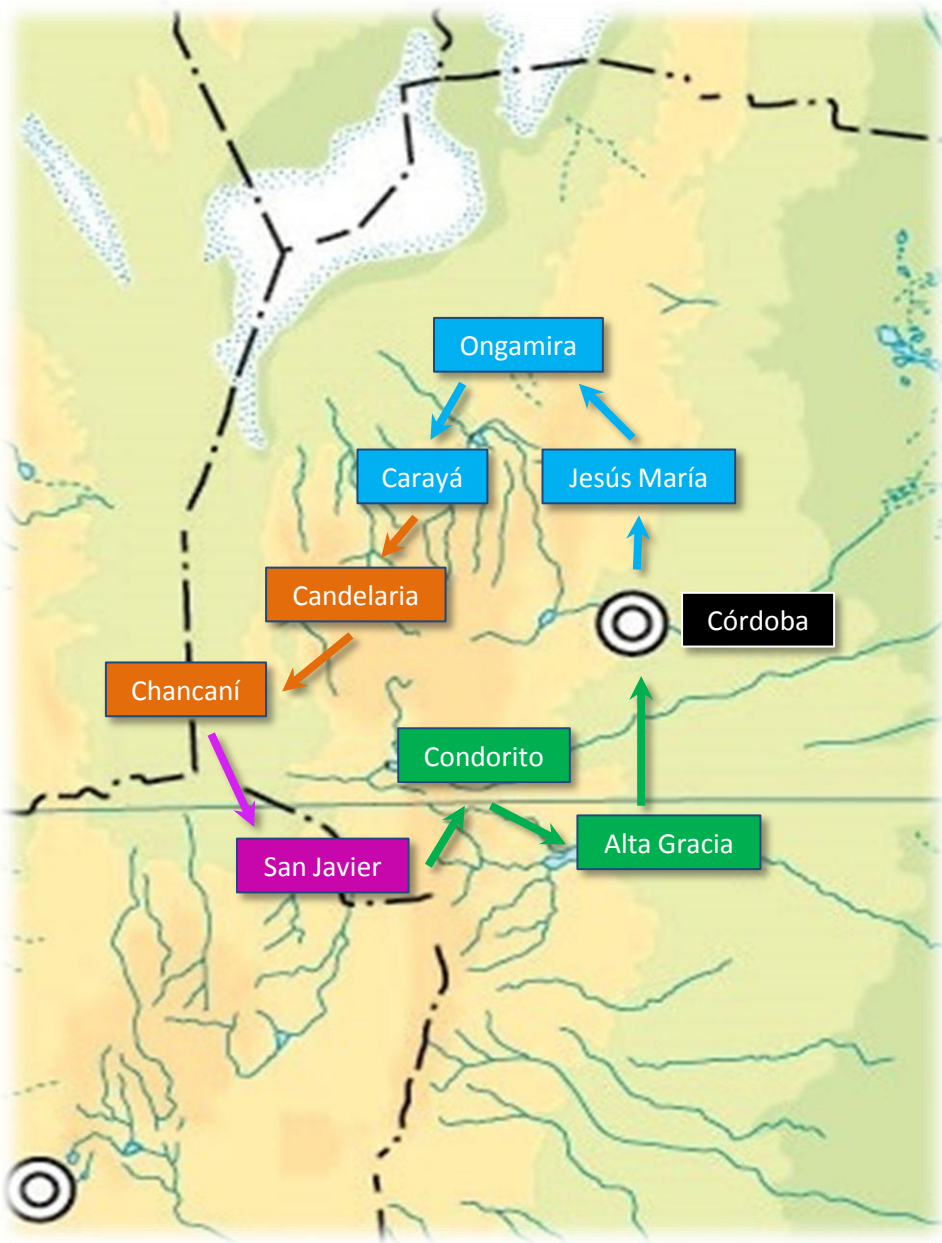 Ongamira
Carayá
Jesús María
Candelaria
Córdoba
Chancaní
Condorito
Alta Gracia
San Javier